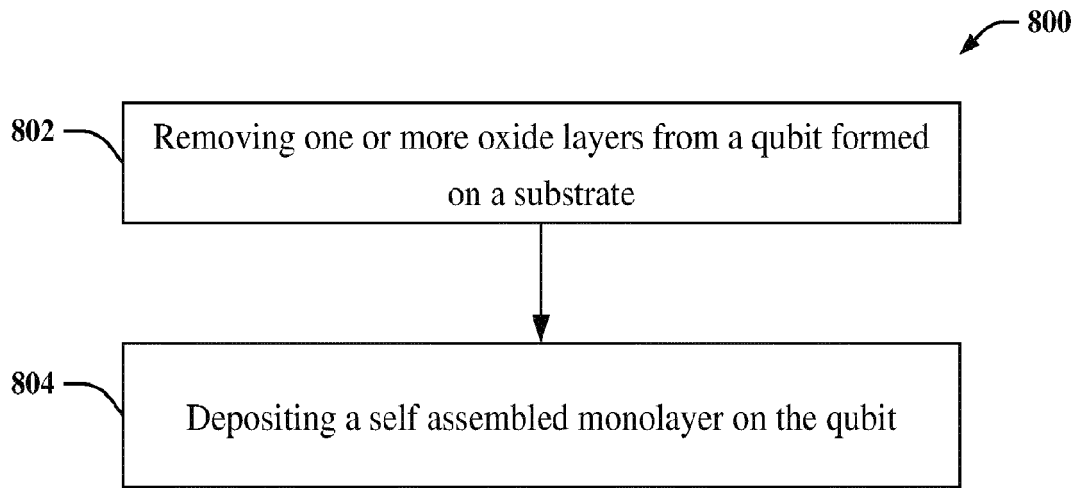 800
802
Removing one or more oxide layers from a qubit formed
on a substrate
804
Depositing a self assembled monolayer on the qubit